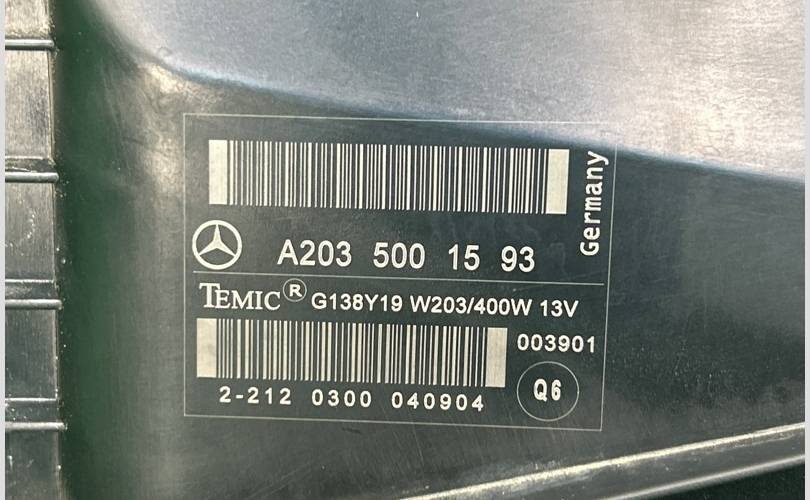 Germany
A203 500 15 93
TEMIC® G138Y19 W203/400W 13V
003901
2-212 0300 040904
Q6